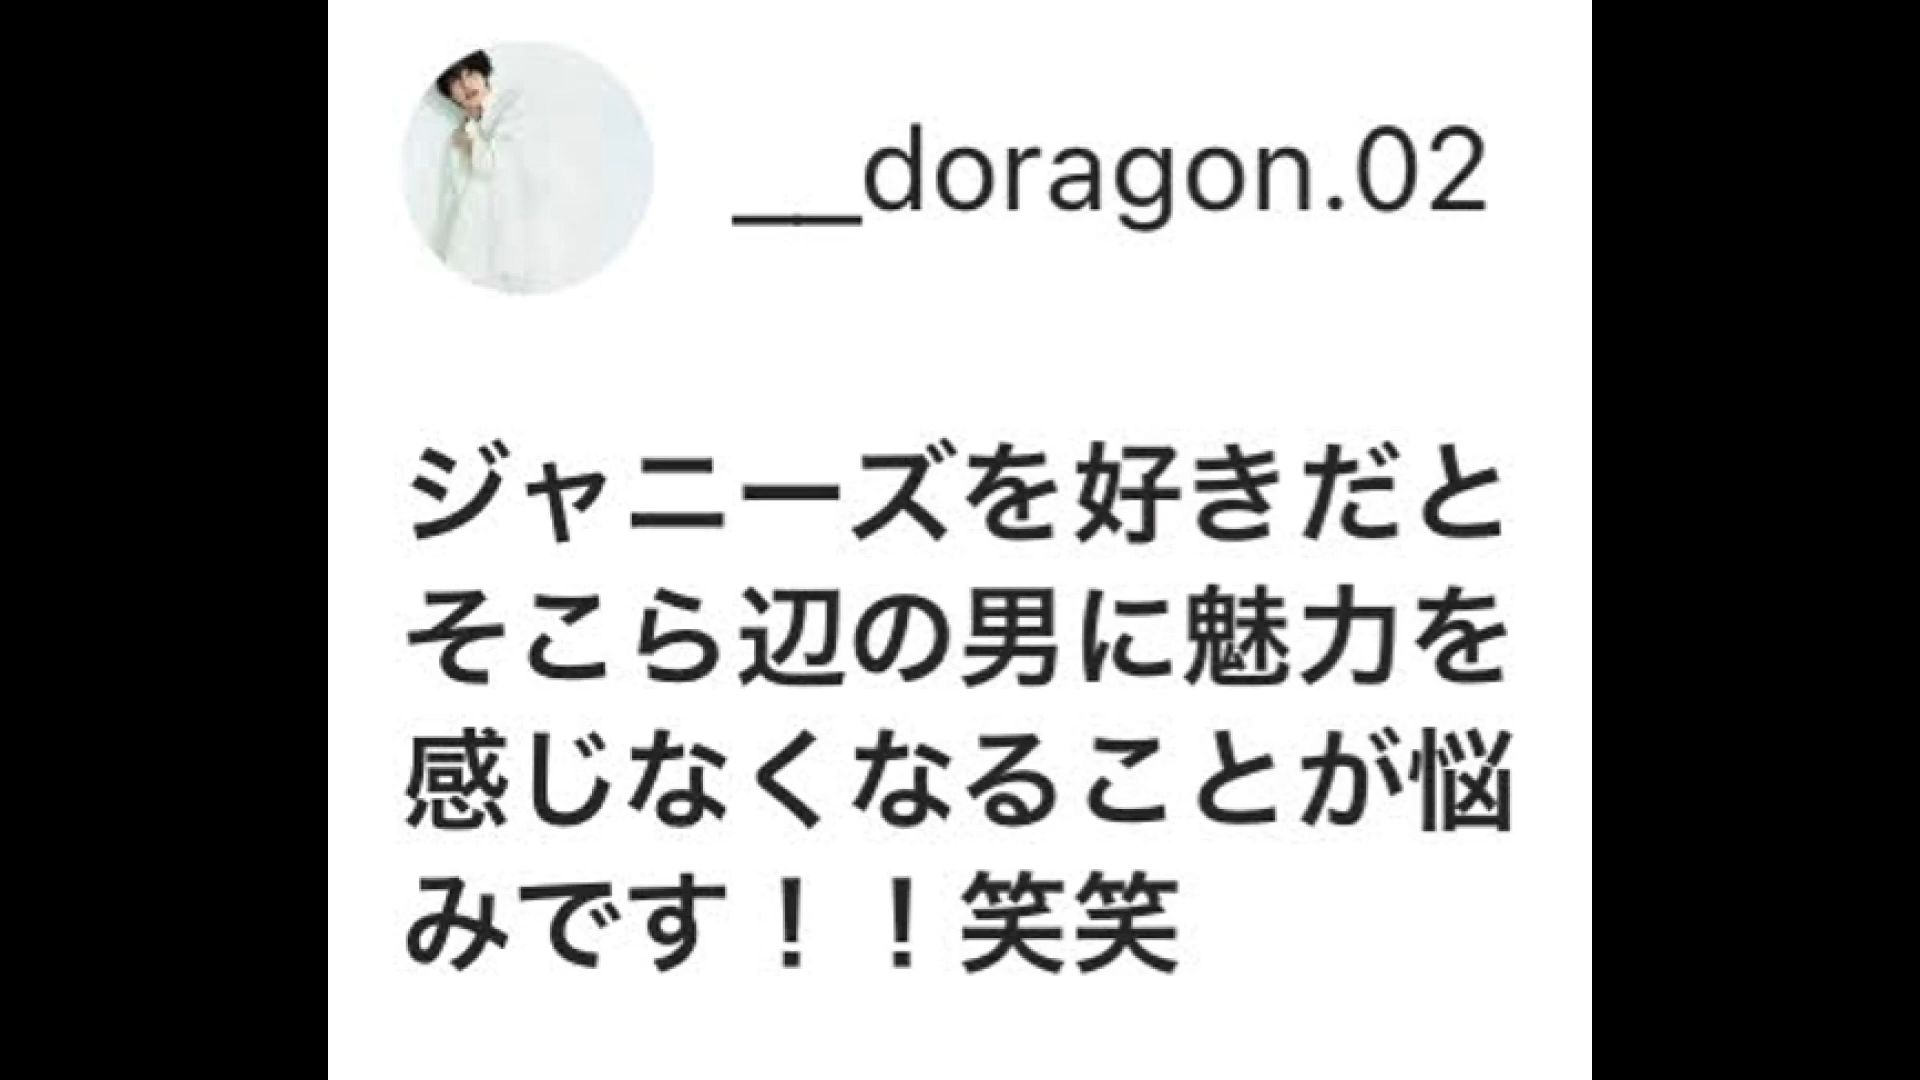 __doragon.02
ジャニーズを好きだと
そこら辺の男に魅力を
感じなくなることが悩
みです！！笑笑